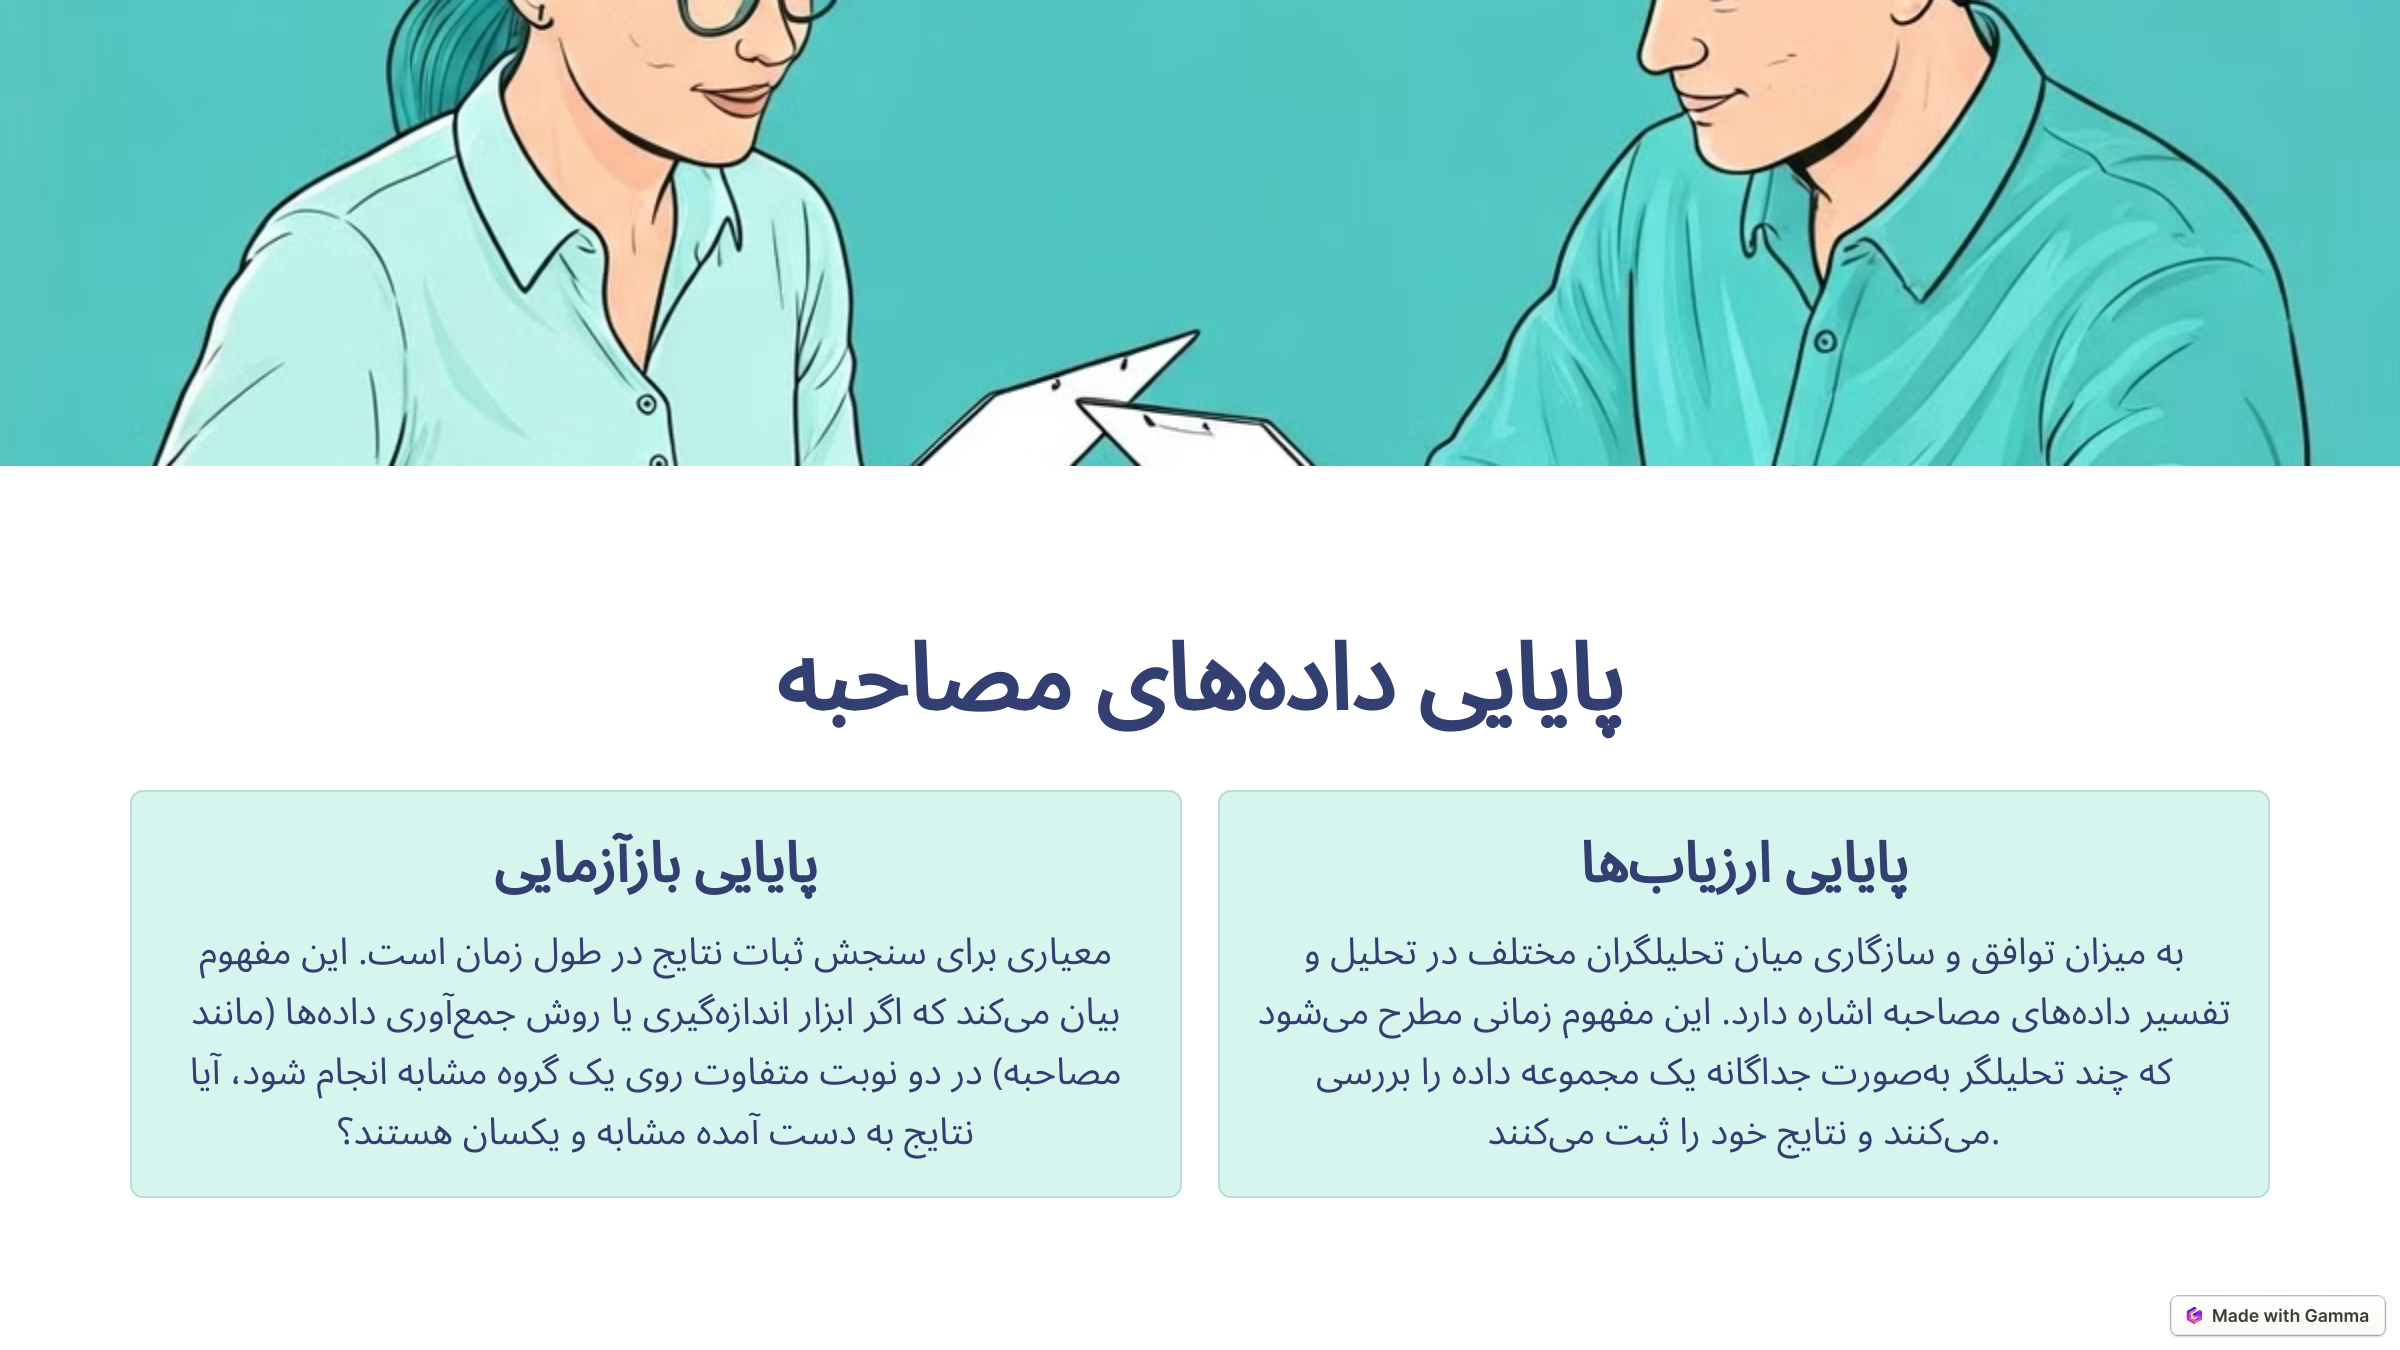 پایایی داده‌های مصاحبه
پایایی ارزیاب‌ها
به میزان توافق و سازگاری میان تحلیلگران مختلف در تحلیل و
تفسیر داده‌های مصاحبه اشاره دارد. این مفهوم زمانی مطرح می‌شود
که چند تحلیلگر به‌صورت جداگانه یک مجموعه داده را بررسی
می‌کنند و نتایج خود را ثبت می‌کنند.
پایایی بازآزمایی
معیاری برای سنجش ثبات نتایج در طول زمان است. این مفهوم
بیان می‌کند که اگر ابزار اندازه‌گیری یا روش جمع‌آوری داده‌ها (مانند
مصاحبه) در دو نوبت متفاوت روی یک گروه مشابه انجام شود، آیا
نتایج به دست آمده مشابه و یکسان هستند؟
Made with Gamma